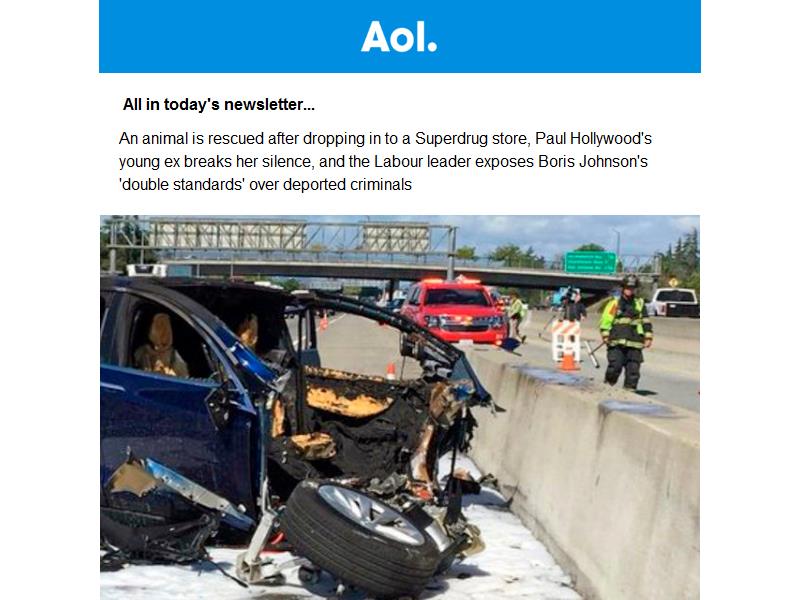 Aol.
All in today's newsletter...
An animal is rescued after dropping in to a Superdrug store, Paul Hollywood's
young ex breaks her silence, and the Labour leader exposes Boris Johnson's
'double standards' over deported criminals